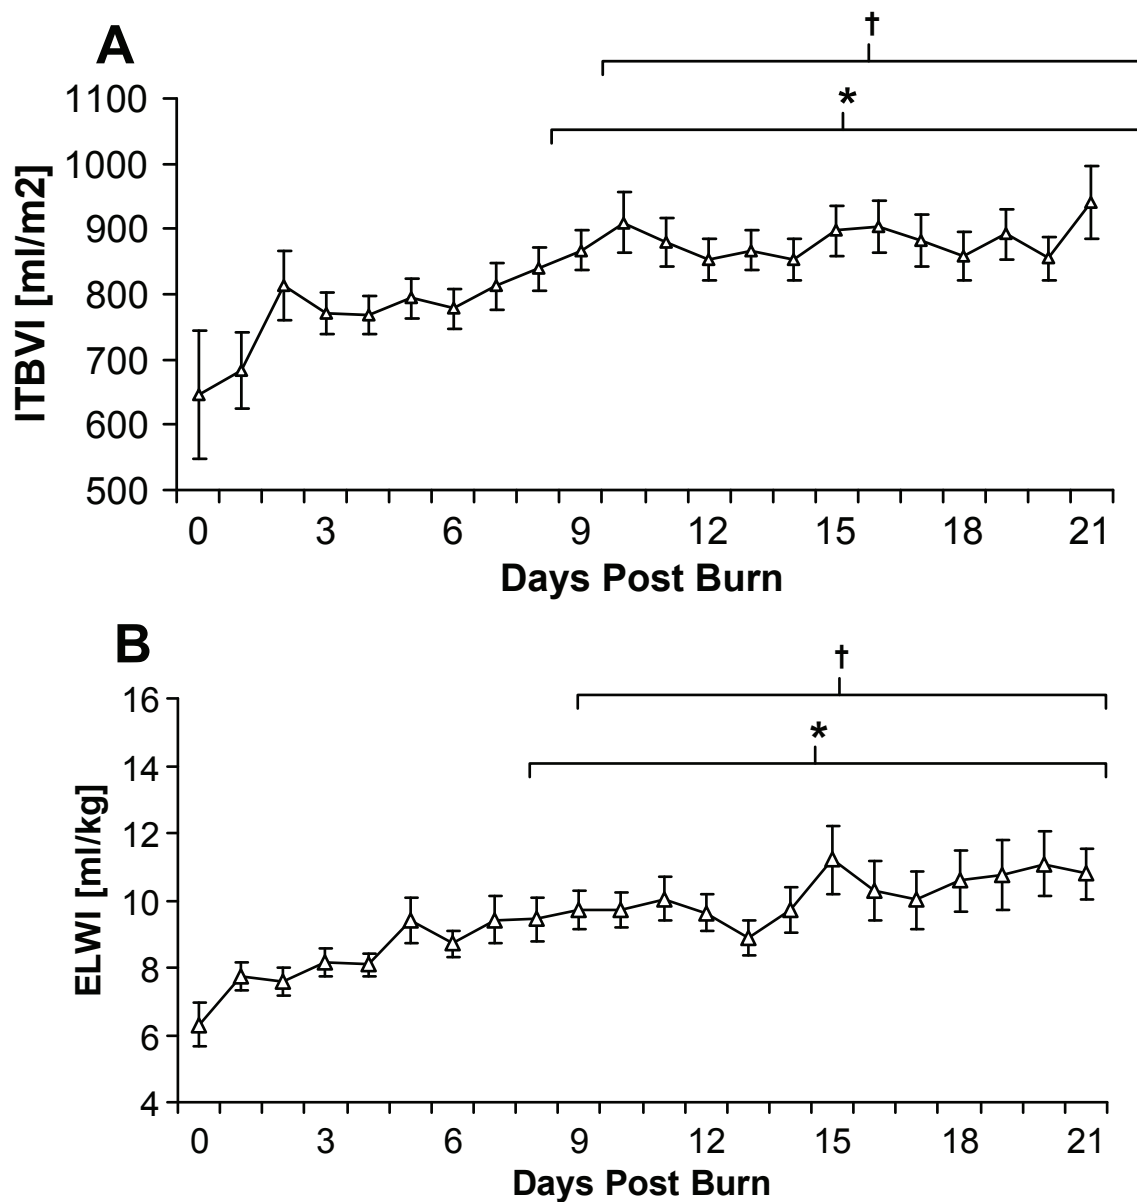 A
†
*
ITBVI [ml/m2]
1100
1000
900
800
700
600
500
0 3 6 9 12 15 18 21
Days Post Burn
B
†
*
ELWI [ml/kg]
16
14
12
10
8
6
4
0 3 6 9 12 15 18 21
Days Post Burn